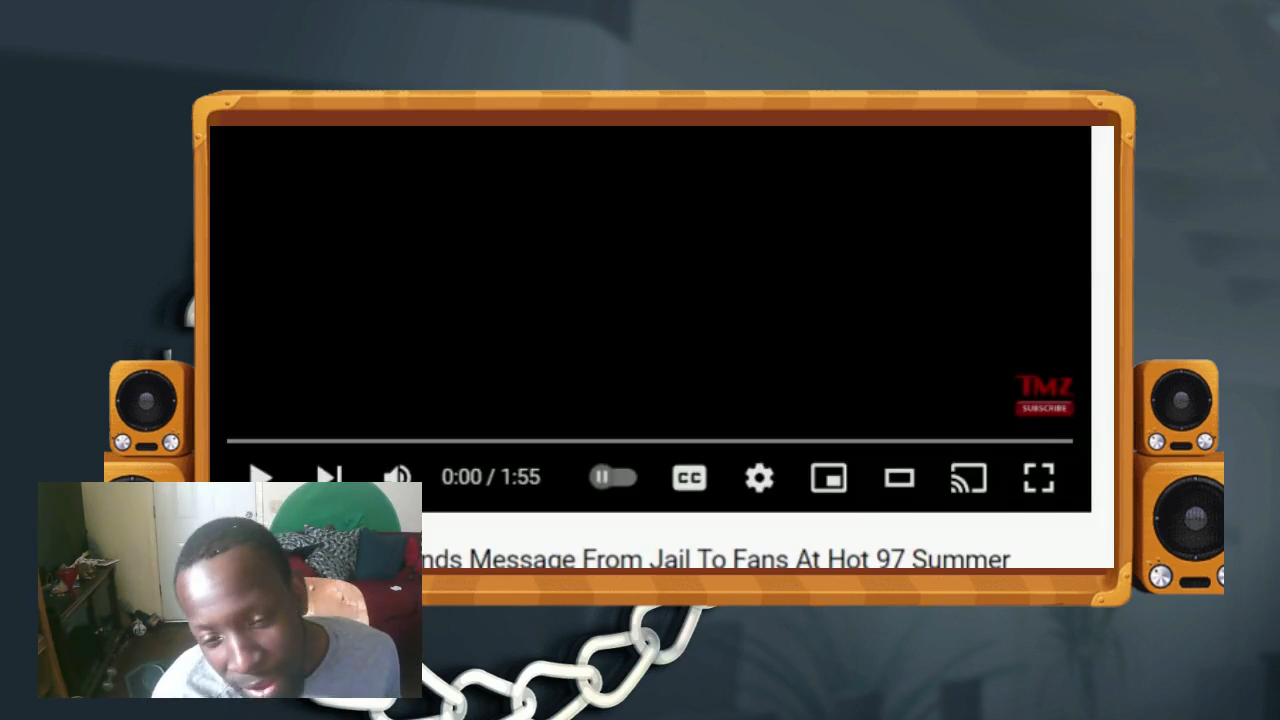 TMZ
SUBSCRIBE
0:00 / 1:55
CC
nds Message From Jail To Fans At Hot 97 Summer